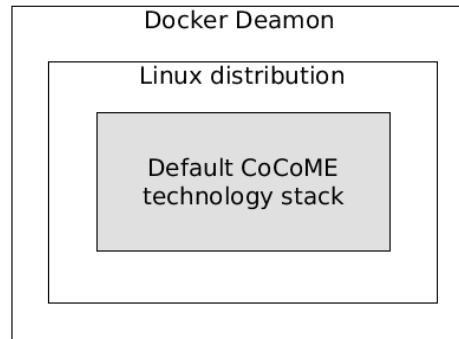 Docker Deamon
Linux distribution
Default CoCoME
technology stack